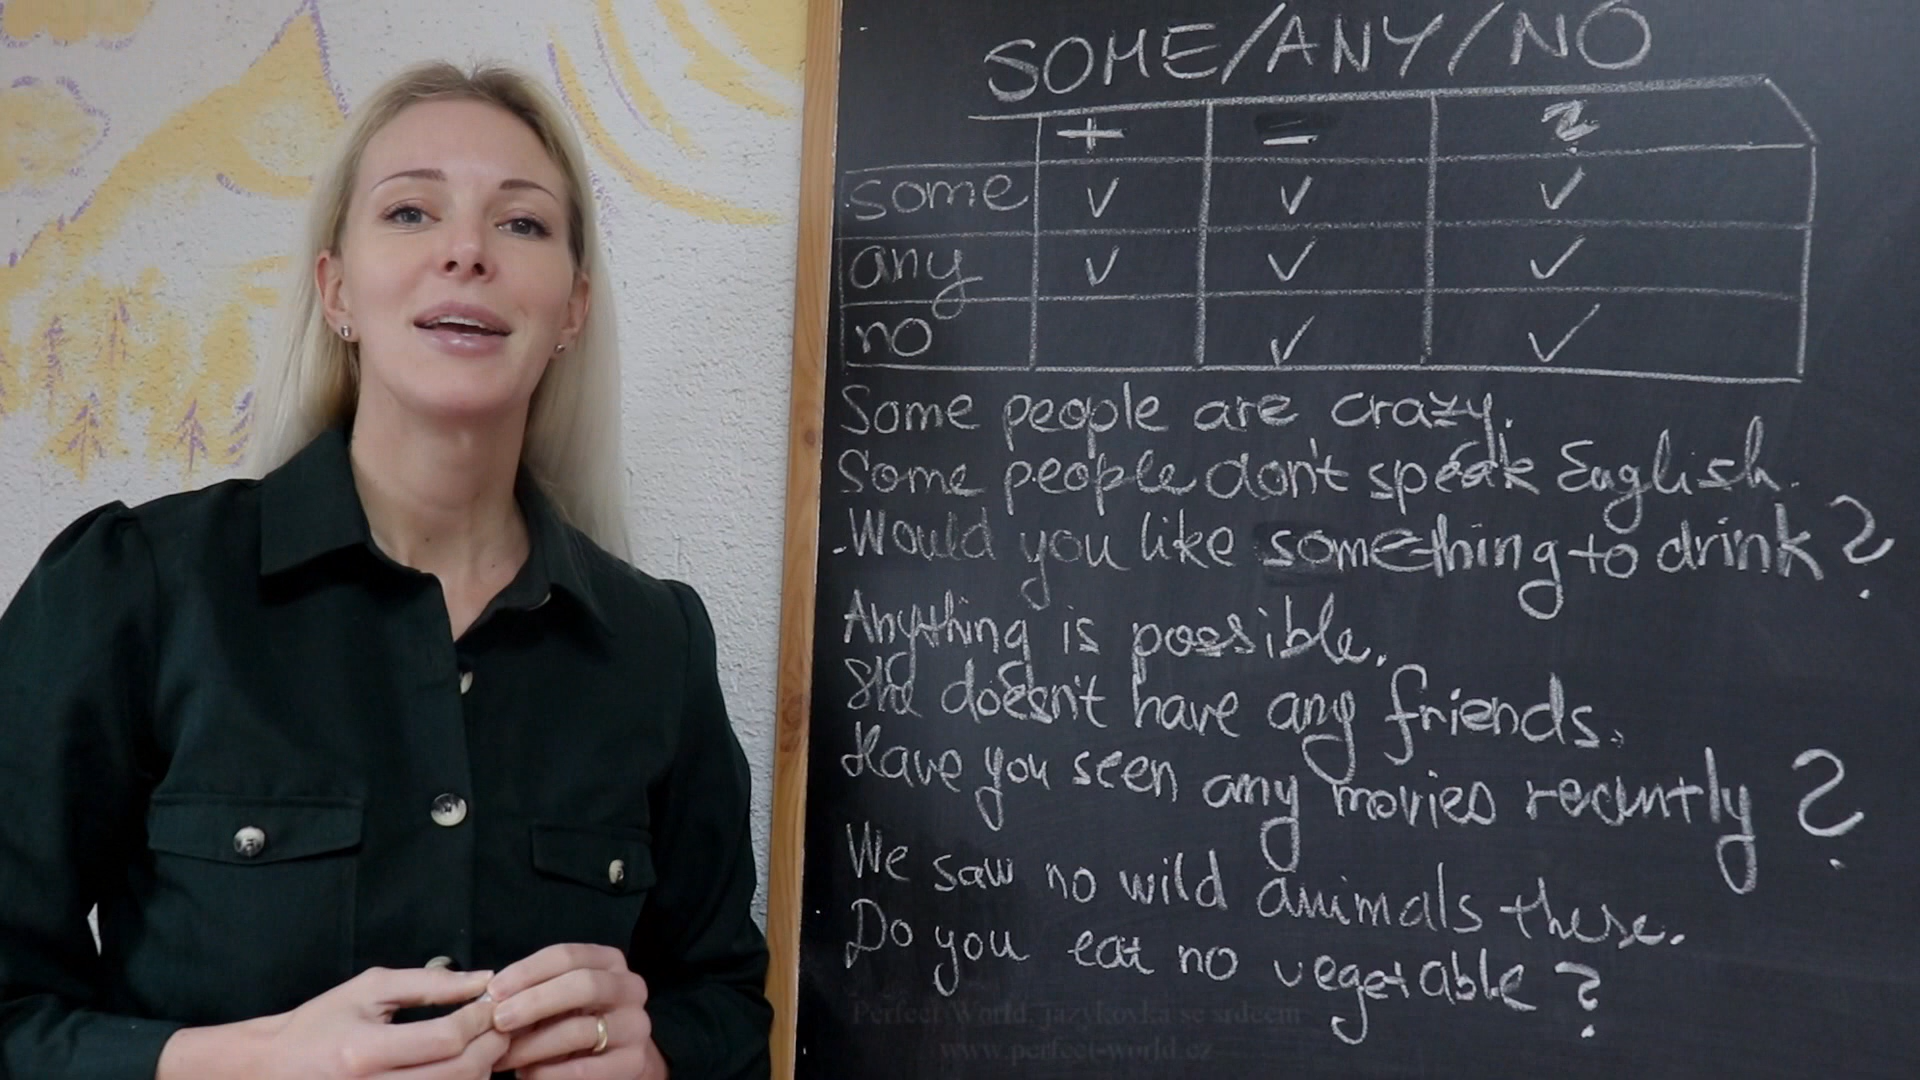 SOME/ANY/NO
+ - ?
some ✓ ✓ ✓
any ✓ ✓ ✓
no ✓ ✓
Some people are crazy.
Some people don't speak English.
Would you like something to drink?
Anything is possible.
She doesn't have any friends.
Have you seen any movies recently?
We saw no wild animals there.
Do you eat no vegetable?
Perfect World, jazykovka se srdcem
www.perfect-world.cz